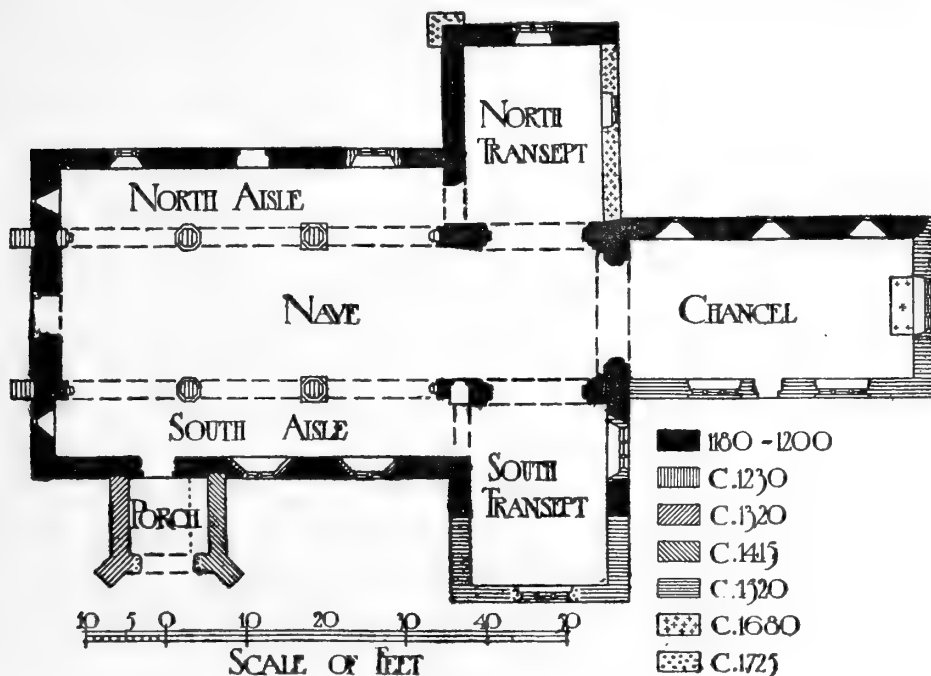 NORTH
TRANSEPT
NORTH AISLE
NAVE
CHANCEL
SOUTH AISLE
SOUTH
TRANSEPT
PORCH
1180-1200
C.1230
C.1320
C.1415
C.1520
C.1680
C.1725
10 5 0 10 20 30 40 50
SCALE OF FEET